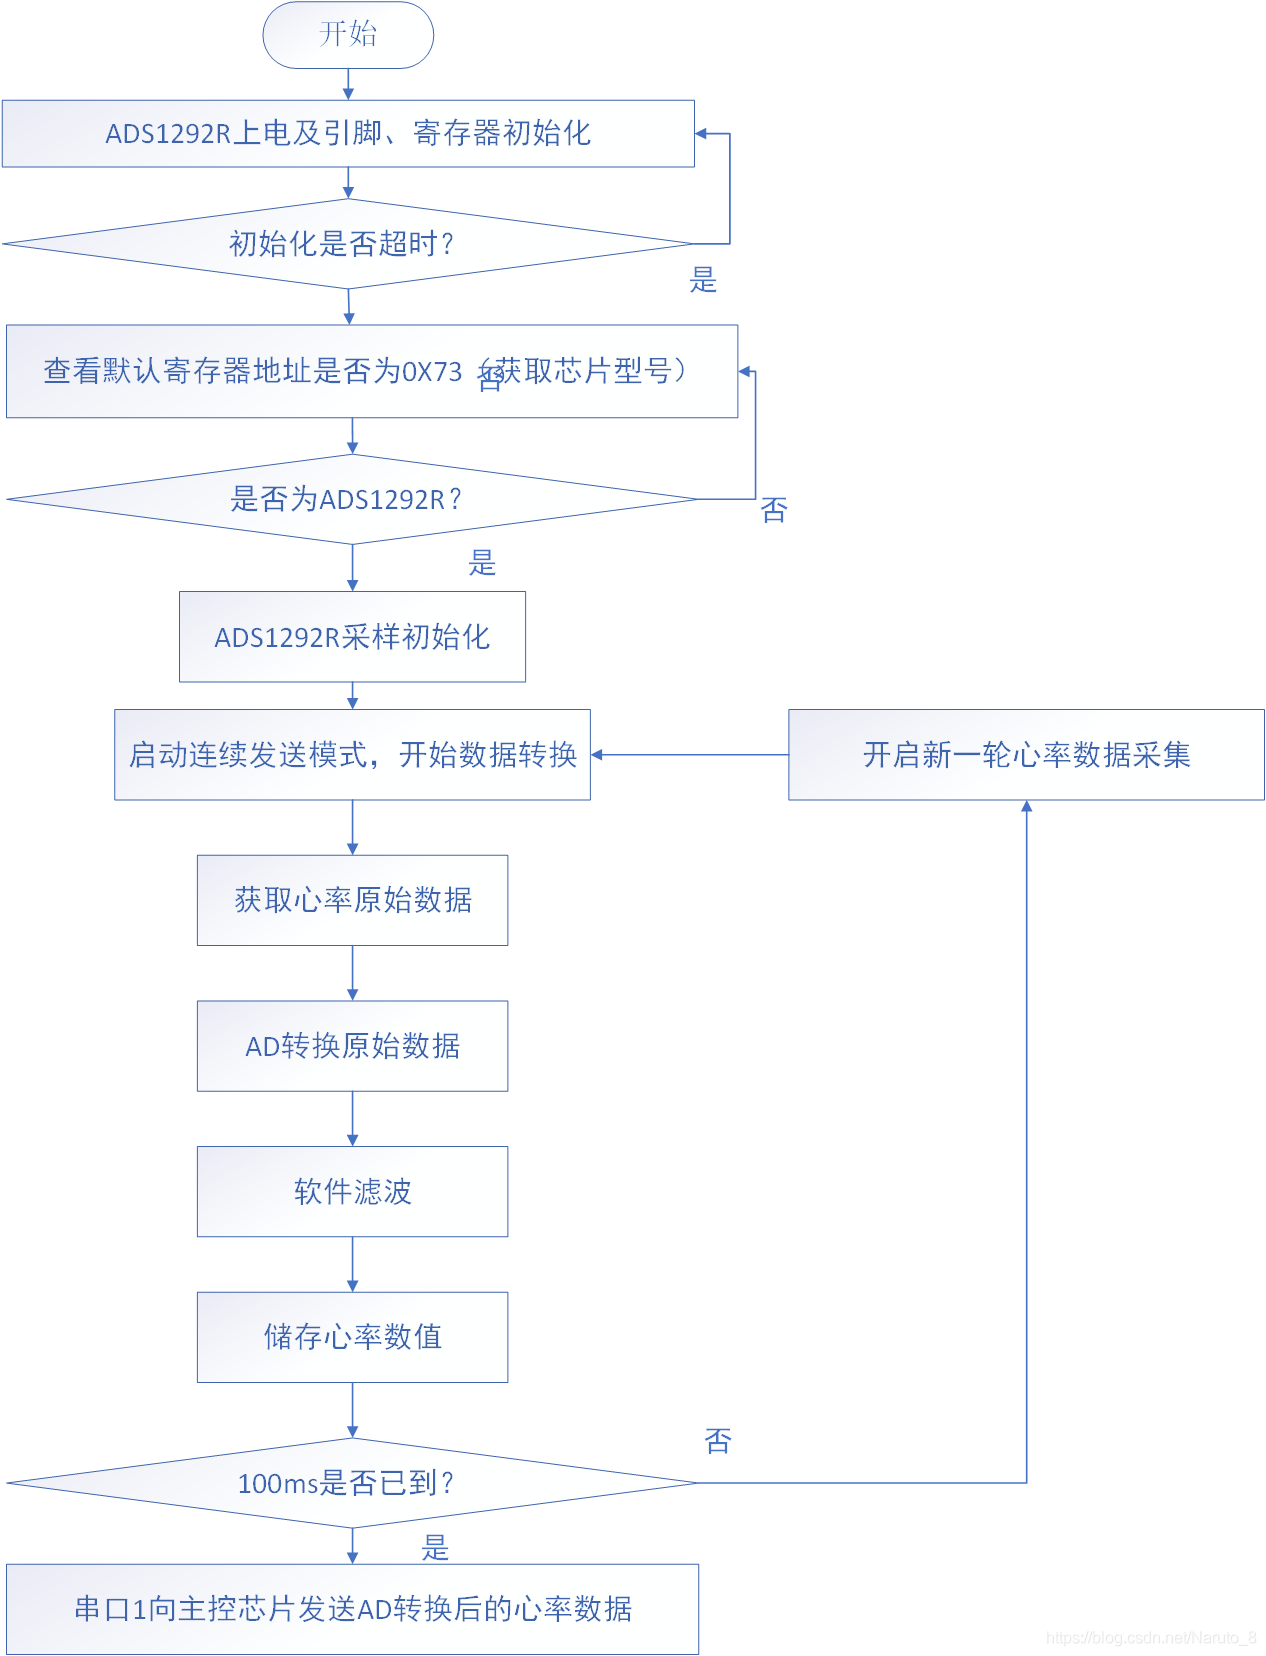 开始
ADS1292R上电及引脚、寄存器初始化
初始化是否超时？
是
查看默认寄存器地址是否为0X73（获取芯片型号）
否
是否为ADS1292R？
否
是
ADS1292R采样初始化
启动连续发送模式，开始数据转换
开启新一轮心率数据采集
获取心率原始数据
AD转换原始数据
软件滤波
储存心率数值
否
100ms是否已到？
是
串口1向主控芯片发送AD转换后的心率数据
https://blog.csdn.net/Naruto_8